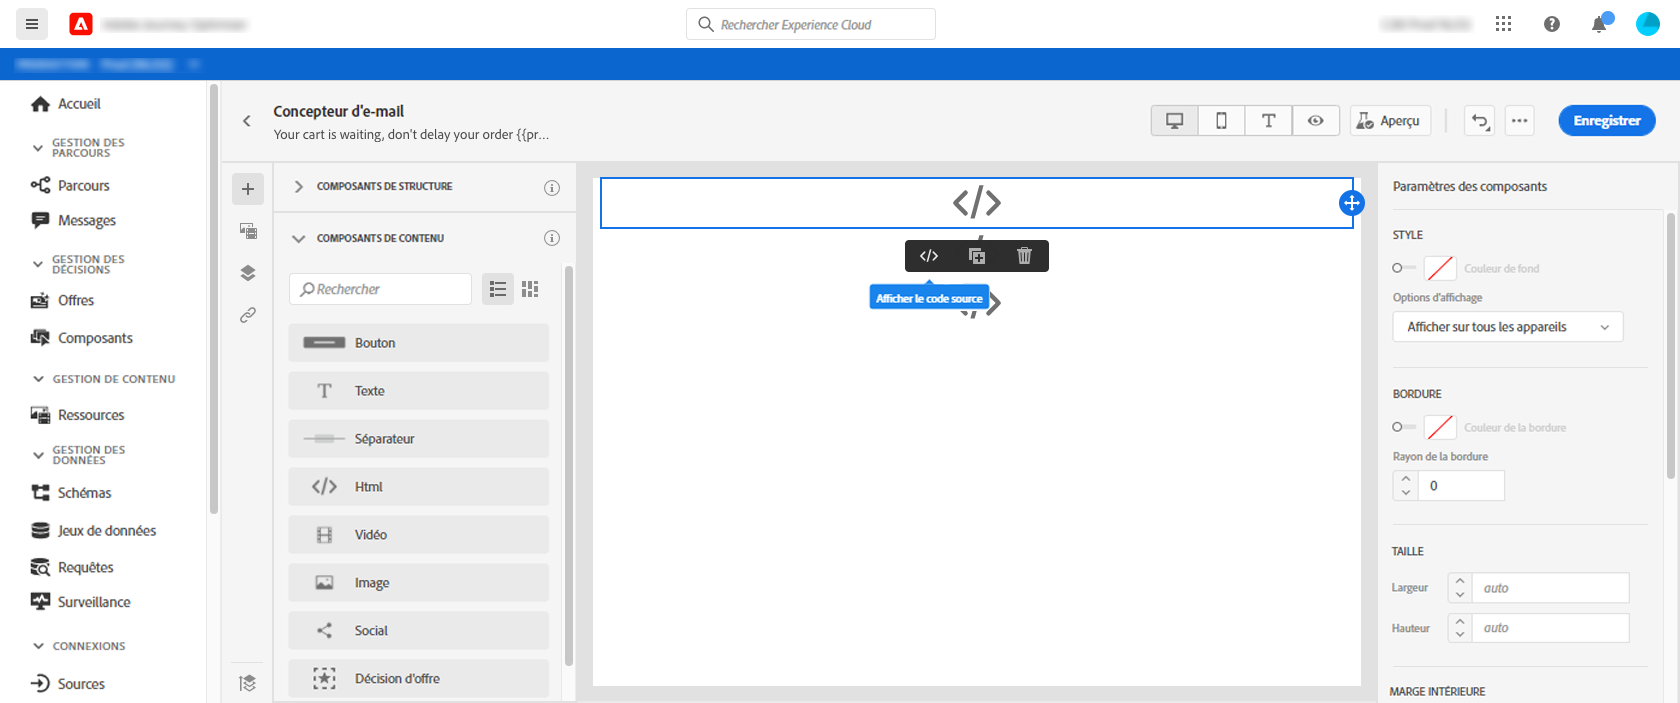 Rechercher Experience Cloud
Accueil
GESTION DES
PARCOURS
Parcours
Messages
GESTION DES
DÉCISIONS
Offres
Composants
GESTION DE CONTENU
Ressources
GESTION DES
DONNÉES
Schémas
Jeux de données
Requêtes
Surveillance
CONNEXIONS
Sources
Concepteur d'e-mail
Your cart is waiting, don't delay your order {{pr...
Aperçu
Enregistrer
COMPOSANTS DE STRUCTURE
COMPOSANTS DE CONTENU
Rechercher
Bouton
Texte
Séparateur
Html
Vidéo
Image
Social
Décision d'offre
Afficher le code source
Paramètres des composants
STYLE
Couleur de fond
Options d'affichage
Afficher sur tous les appareils
BORDURE
Couleur de la bordure
Rayon de la bordure
0
TAILLE
Largeur
auto
Hauteur
auto
MARGE INTÉRIEURE